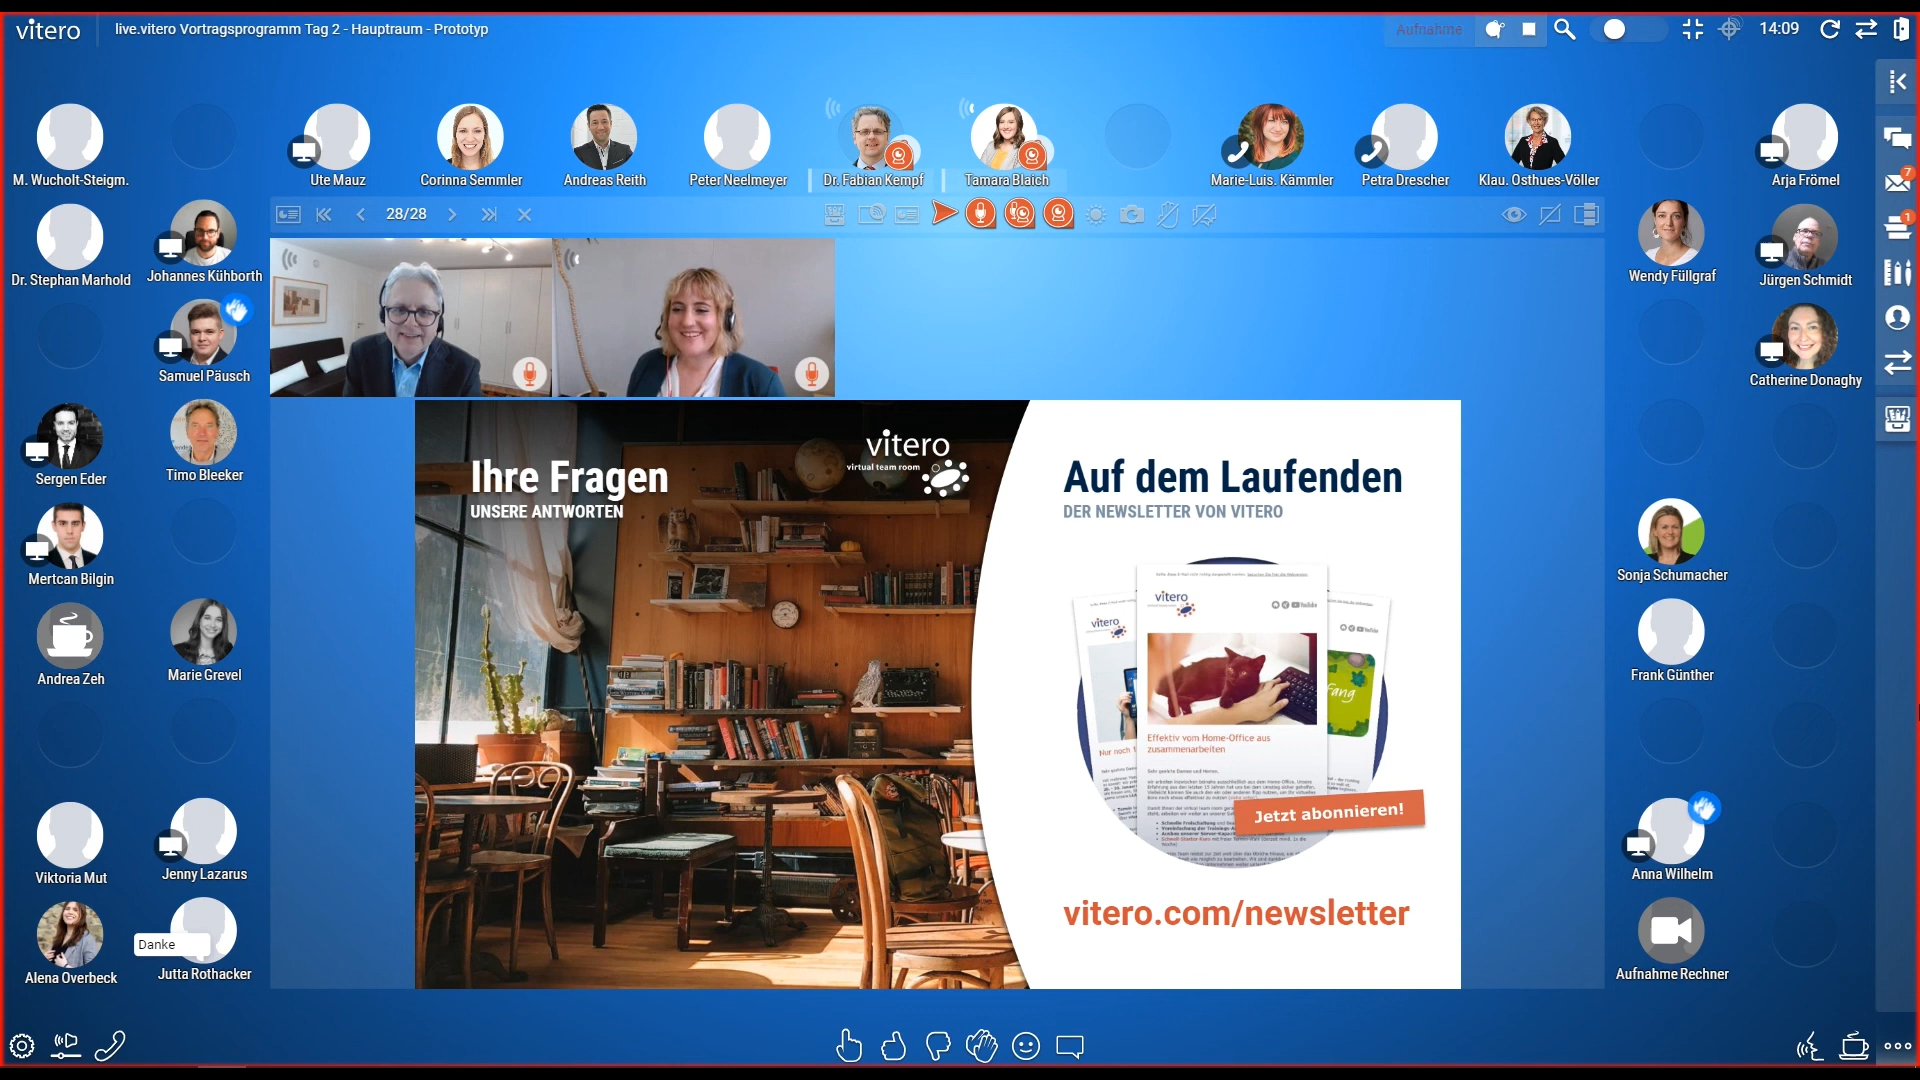 vitero
live.vitero Vortragsprogramm Tag 2 - Hauptraum - Prototyp
Aufnahme
14:09
M. Wucholt-Steigm.
Ute Mauz
Corinna Semmler
Andreas Reith
Peter Neelmeyer
Dr. Fabian Kempf
Tamara Blaich
Marie-Luis. Kämmler
Petra Drescher
Klau. Osthues-Völler
Arja Frömel
7
1
28/28
Dr. Stephan Marhold
Johannes Kühborth
Wendy Füllgraf
Jürgen Schmidt
Samuel Päusch
Catherine Donaghy
Sergen Eder
Timo Bleeker
Mertcan Bilgin
Sonja Schumacher
Andrea Zeh
Marie Grevel
Frank Günther
Viktoria Mut
Jenny Lazarus
Anna Wilhelm
Danke
Alena Overbeck
Jutta Rothacker
Aufnahme Rechner
Ihre Fragen
UNSERE ANTWORTEN
vitero
virtual team room
Auf dem Laufenden
DER NEWSLETTER VON VITERO
vitero
vitero
YouTube
Effektiv vom Home-Office aus
zusammenarbeiten
Jetzt abonnieren!
vitero.com/newsletter